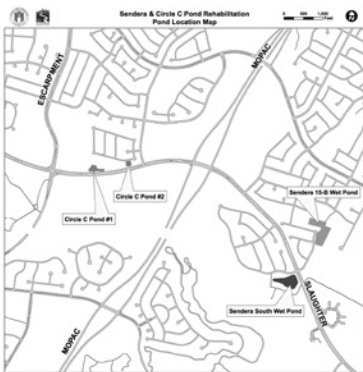 Sendera & Circle C Pond Rehabilitation
Pond Location Map
Feet
ESCARPMENT
MOPAC
Circle C Pond #2
Circle C Pond #1
Sendera 15-B Wet Pond
Sendera South Wet Pond
SLAUGHTER
MOPAC